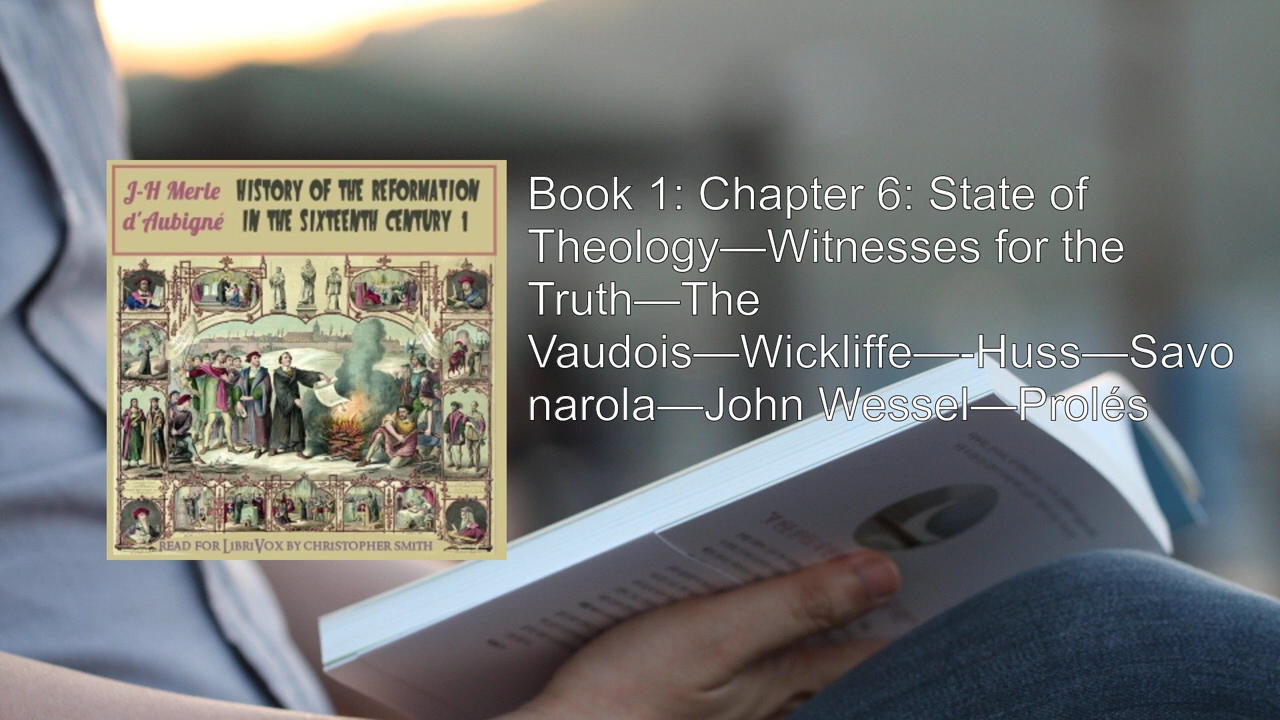 J-H Merle
d'Aubigné
HISTORY OF THE REFORMATION
IN THE SIXTEENTH CENTURY 1
READ FOR LIBRIVOX BY CHRISTOPHER SMITH
Book 1: Chapter 6: State of
Theology—Witnesses for the
Truth—The
Vaudois—Wickliffe—-Huss—Savo
narola—John Wessel—Prolés